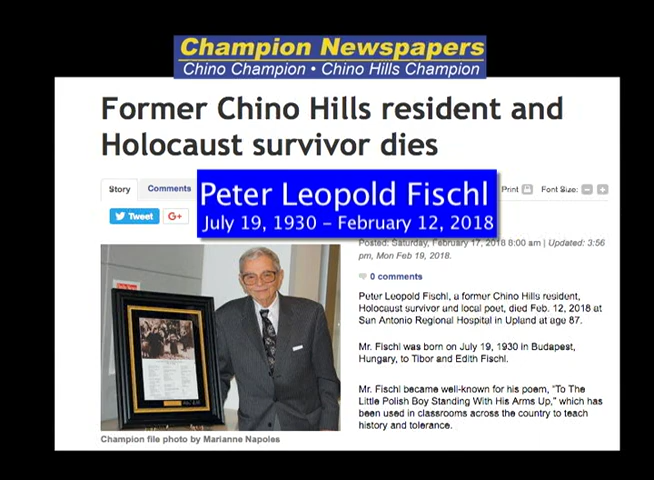 Champion Newspapers
Chino Champion • Chino Hills Champion
Former Chino Hills resident and
Holocaust survivor dies
Story
Comments
Print
Font Size:
Peter Leopold Fischl
July 19, 1930 – February 12, 2018
Tweet
G+
Posted: Saturday, February 17, 2018 8:00 am | Updated: 3:56
pm, Mon Feb 19, 2018.
0 comments
Peter Leopold Fischl, a former Chino Hills resident,
Holocaust survivor and local poet, died Feb. 12, 2018 at
San Antonio Regional Hospital in Upland at age 87.
Mr. Fischl was born on July 19, 1930 in Budapest,
Hungary, to Tibor and Edith Fischl.
Mr. Fischl became well-known for his poem, "To The
Little Polish Boy Standing With His Arms Up," which has
been used in classrooms across the country to teach
history and tolerance.
Champion file photo by Marianne Napoles